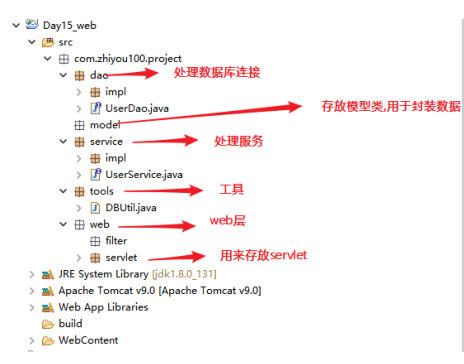 Day15_web
src
com.zhiyou100.project
dao 处理数据库连接
impl
UserDao.java 存放模型类,用于封装数据
model
service 处理服务
impl
UserService.java
tools 工具
DBUtil.java
web web层
filter
servlet 用来存放servlet
JRE System Library [jdk1.8.0_131]
Apache Tomcat v9.0 [Apache Tomcat v9.0]
Web App Libraries
build
WebContent